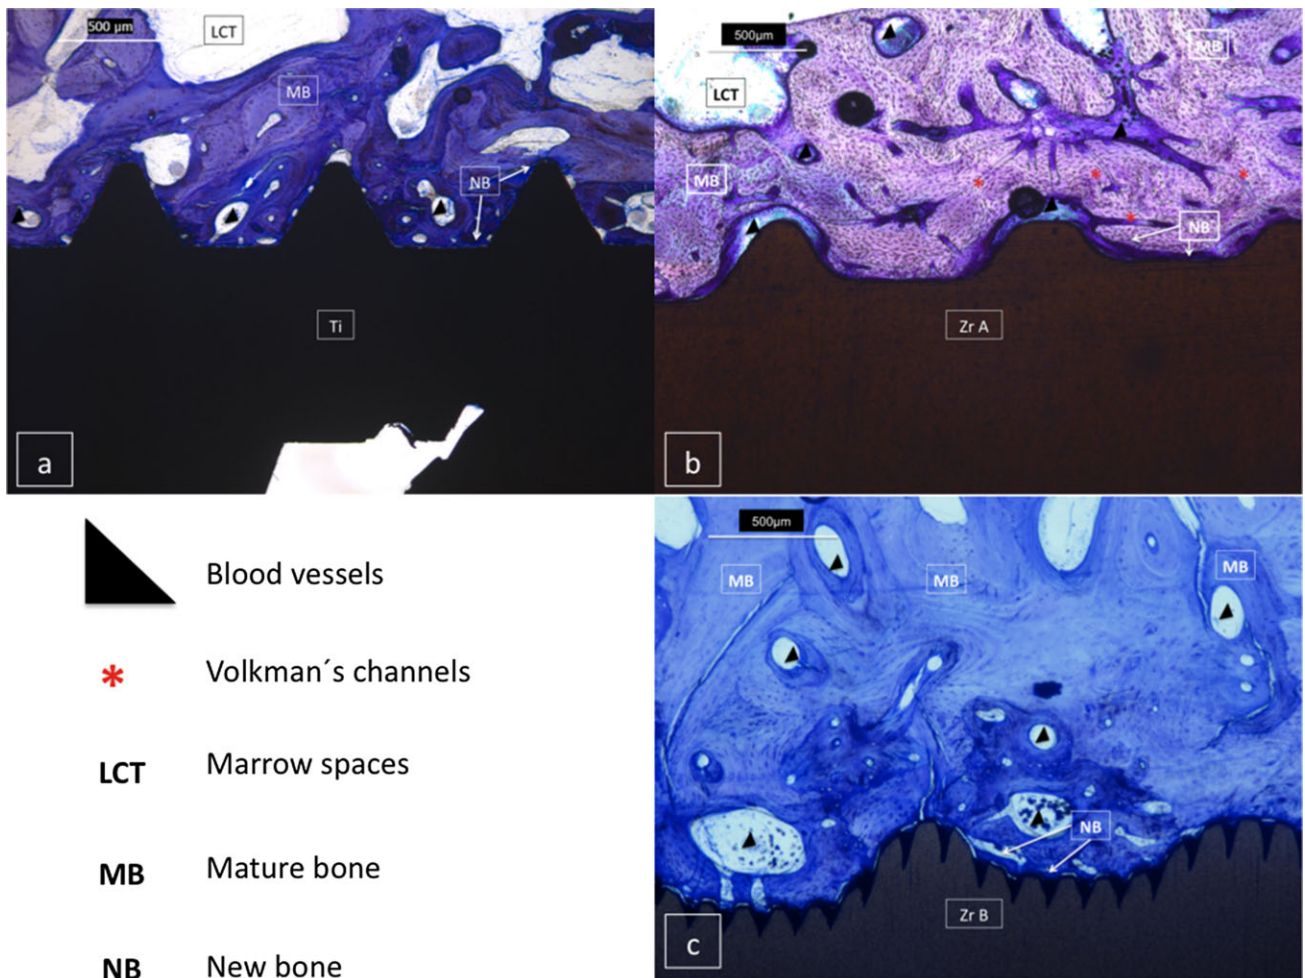 500 µm
LCT
MB
NB
Ti
a
500µm
MB
LCT
MB
NB
Zr A
b
Blood vessels
* Volkman´s channels
LCT Marrow spaces
MB Mature bone
NB New bone
500µm
MB
MB
MB
NB
Zr B
c